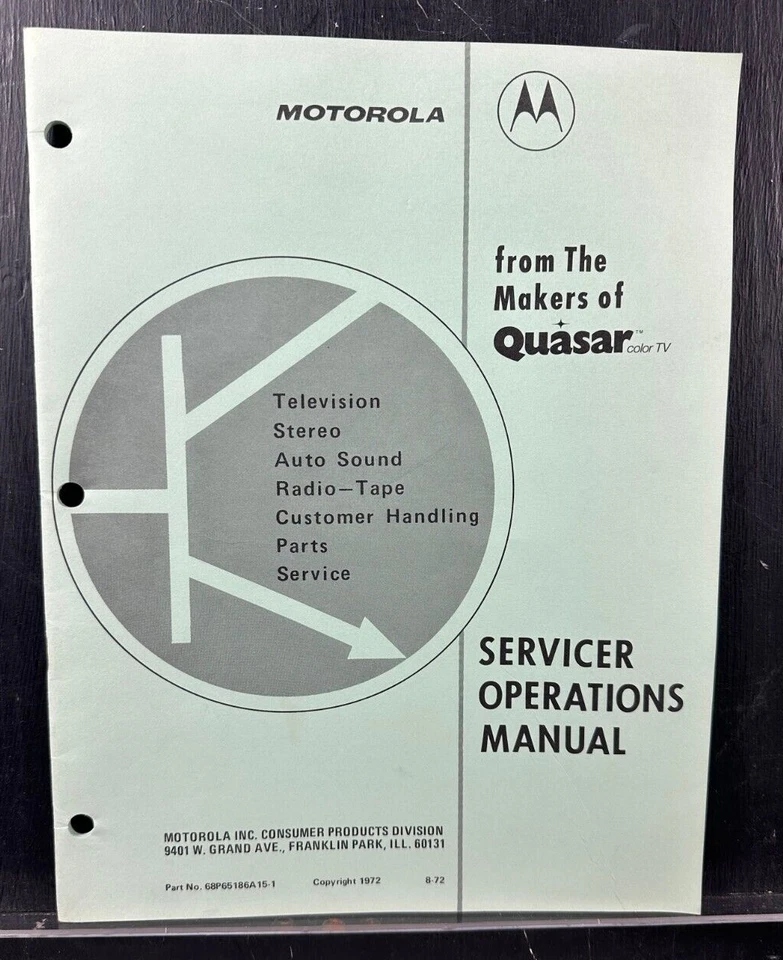 MOTOROLA
from The
Makers of
Quasar™ color TV
Television
Stereo
Auto Sound
Radio—Tape
Customer Handling
Parts
Service
SERVICER
OPERATIONS
MANUAL
MOTOROLA INC. CONSUMER PRODUCTS DIVISION
9401 W. GRAND AVE., FRANKLIN PARK, ILL. 60131
Part No. 68P65186A15-1 Copyright 1972 8-72